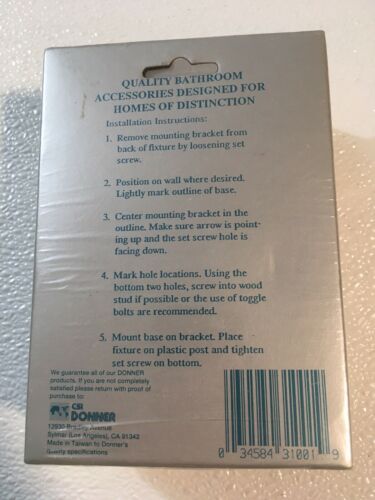 QUALITY BATHROOM
ACCESSORIES DESIGNED FOR
HOMES OF DISTINCTION
Installation Instructions:
1. Remove mounting bracket from
back of fixture by loosening set
screw.
2. Position on wall where desired.
Lightly mark outline of base.
3. Center mounting bracket in the
outline. Make sure arrow is point-
ing up and the set screw hole is
facing down.
4. Mark hole locations. Using the
bottom two holes, screw into wood
stud if possible or the use of toggle
bolts are recommended.
5. Mount base on bracket. Place
fixture on plastic post and tighten
set screw on bottom.
We guarantee all of our DONNER
products. If you are not completely
satisfied please return with proof of
purchase to:
CSI
DONNER
12930 Bradley Avenue
Sylmar (Los Angeles), CA 91342
Made in Taiwan to Donner's
quality specifications
0 34584 31001 9